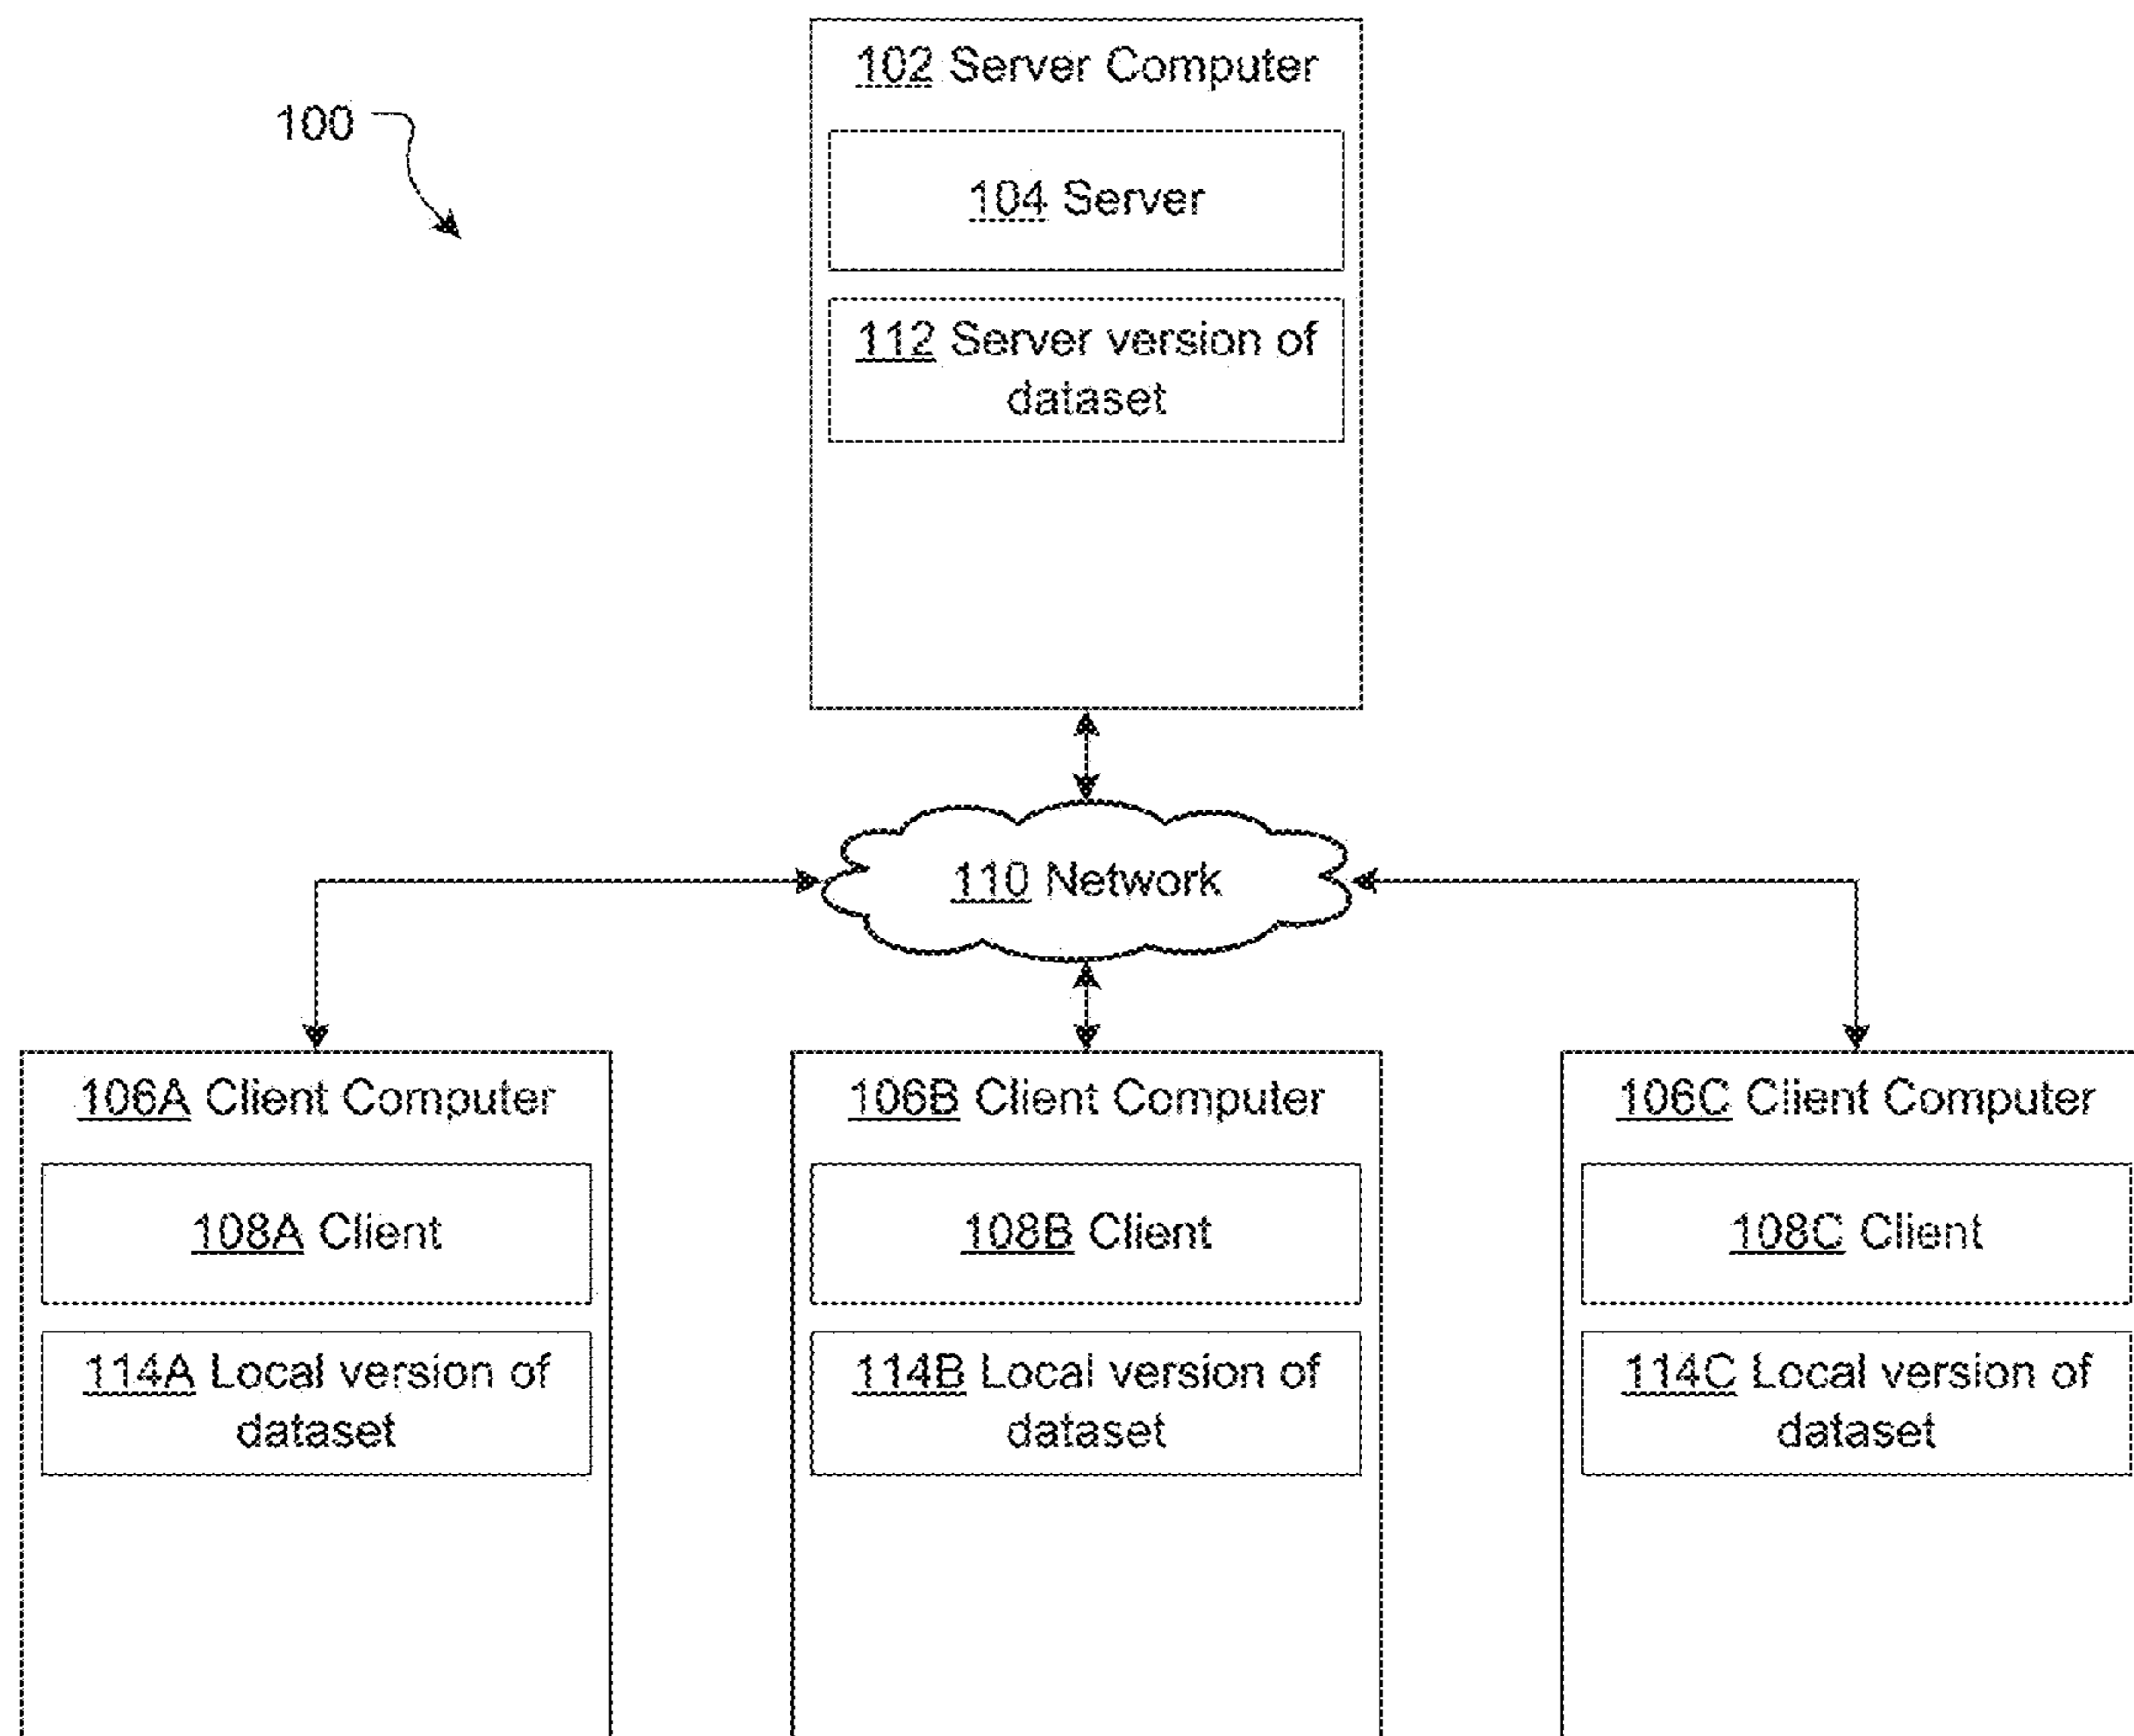 102 Server Computer
100
104 Server
112 Server version of
dataset
110 Network
106A Client Computer
108A Client
114A Local version of
dataset
106B Client Computer
108B Client
114B Local version of
dataset
106C Client Computer
108C Client
114C Local version of
dataset